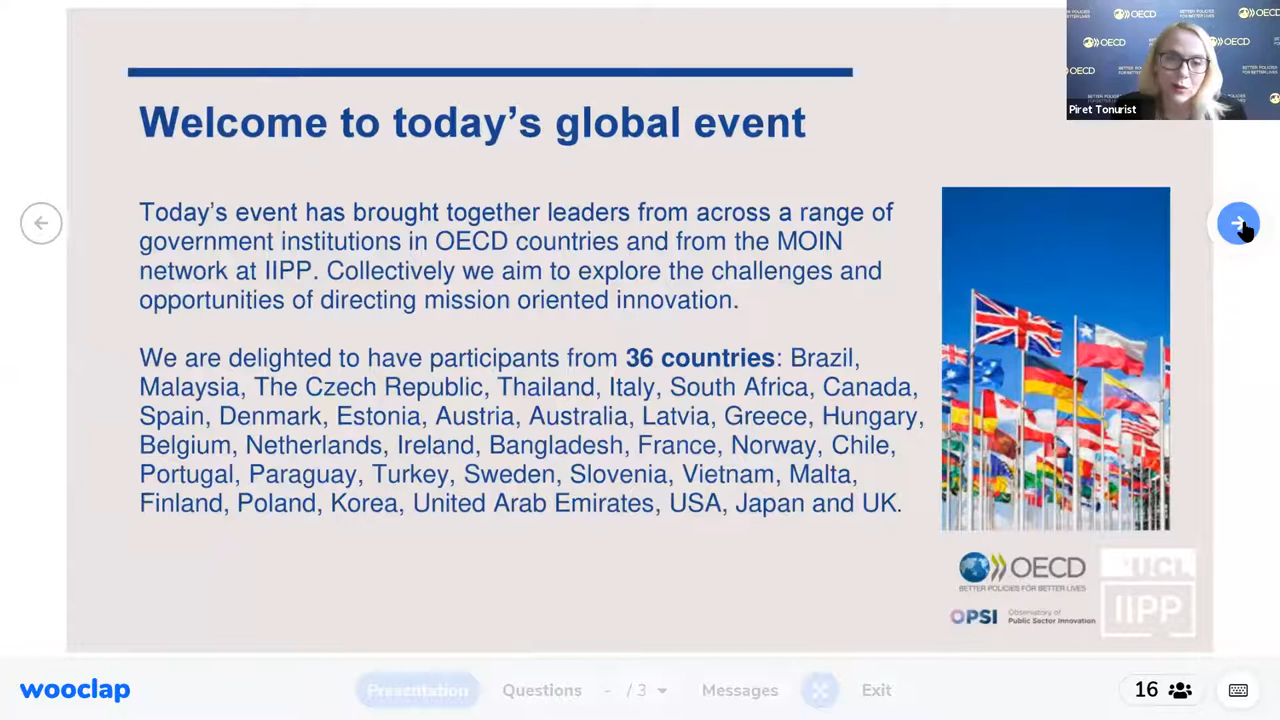 Welcome to today's global event
Today's event has brought together leaders from across a range of
government institutions in OECD countries and from the MOIN
network at IIPP. Collectively we aim to explore the challenges and
opportunities of directing mission oriented innovation.
We are delighted to have participants from 36 countries: Brazil,
Malaysia, The Czech Republic, Thailand, Italy, South Africa, Canada,
Spain, Denmark, Estonia, Austria, Australia, Latvia, Greece, Hungary,
Belgium, Netherlands, Ireland, Bangladesh, France, Norway, Chile,
Portugal, Paraguay, Turkey, Sweden, Slovenia, Vietnam, Malta,
Finland, Poland, Korea, United Arab Emirates, USA, Japan and UK.
OECD
BETTER POLICIES FOR BETTER LIVES
OPSI Observatory of
Public Sector Innovation
UCL
IIPP
OECD
OECD
OECD
OECD
OECD
Piret Tonurist
wooclap
Presentation Questions - / 3 Messages Exit
16